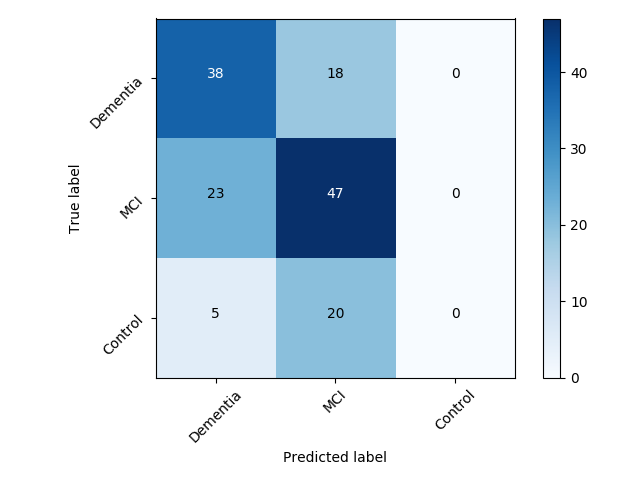 Dementia 38 18 0
MCI 23 47 0
Control 5 20 0
Dementia MCI Control
True label
Predicted label
40
30
20
10
0